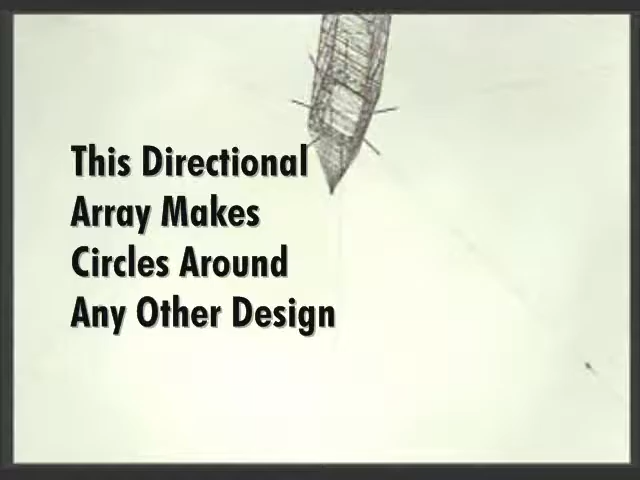 This Directional
Array Makes
Circles Around
Any Other Design